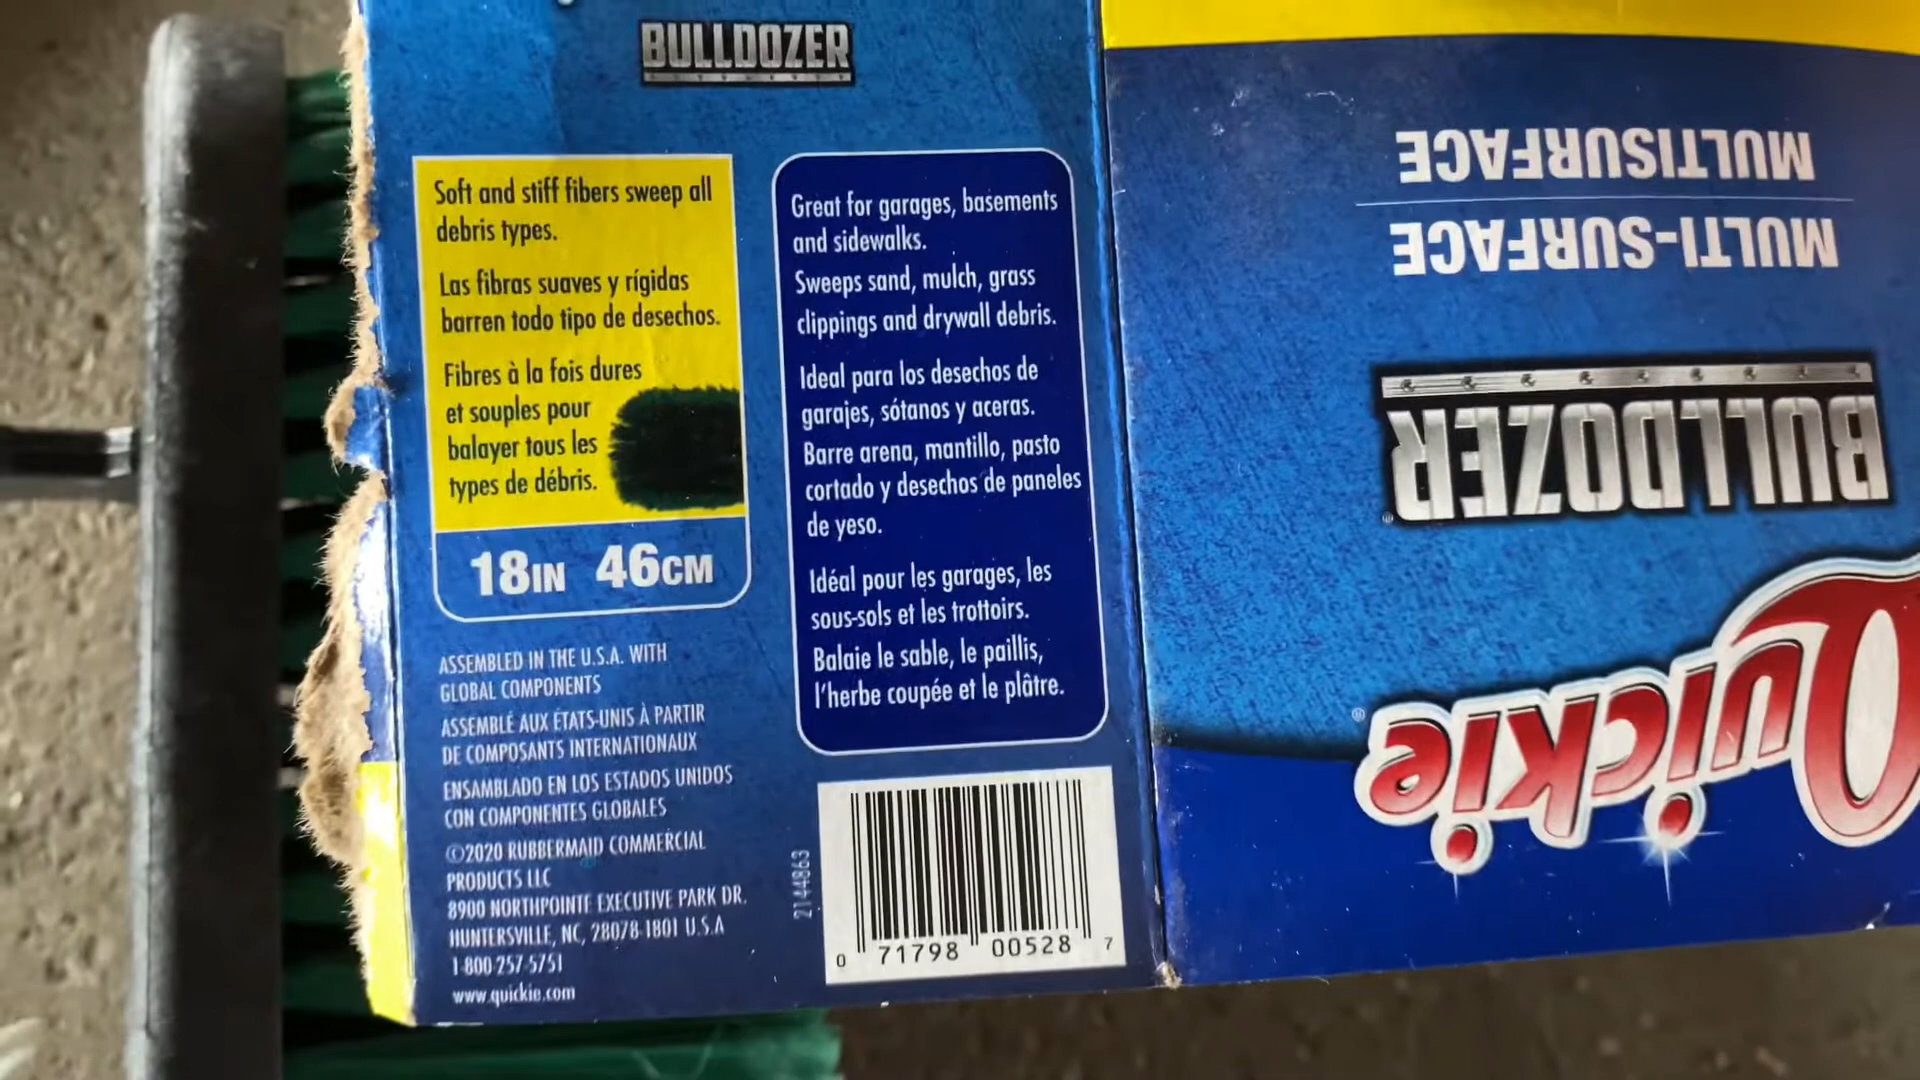 BULLDOZER
Soft and stiff fibers sweep all
debris types.
Las fibras suaves y rígidas
barren todo tipo de desechos.
Fibres à la fois dures
et souples pour
balayer tous les
types de débris.
18IN 46CM
ASSEMBLED IN THE U.S.A. WITH
GLOBAL COMPONENTS
ASSEMBLÉ AUX ÉTATS-UNIS À PARTIR
DE COMPOSANTS INTERNATIONAUX
ENSAMBLADO EN LOS ESTADOS UNIDOS
CON COMPONENTES GLOBALES
©2020 RUBBERMAID COMMERCIAL
PRODUCTS LLC
8900 NORTHPOINTE EXECUTIVE PARK DR.
HUNTERSVILLE, NC, 28078-1801 U.S.A
1-800-257-5751
www.quickie.com
Great for garages, basements
and sidewalks.
Sweeps sand, mulch, grass
clippings and drywall debris.
Ideal para los desechos de
garajes, sótanos y aceras.
Barre arena, mantillo, pasto
cortado y desechos de paneles
de yeso.
Idéal pour les garages, les
sous-sols et les trottoirs.
Balaie le sable, le paillis,
l'herbe coupée et le plâtre.
2144863
0 71798 00528 7
Quickie®
BULLDOZER®
MULTI-SURFACE
MULTISURFACE